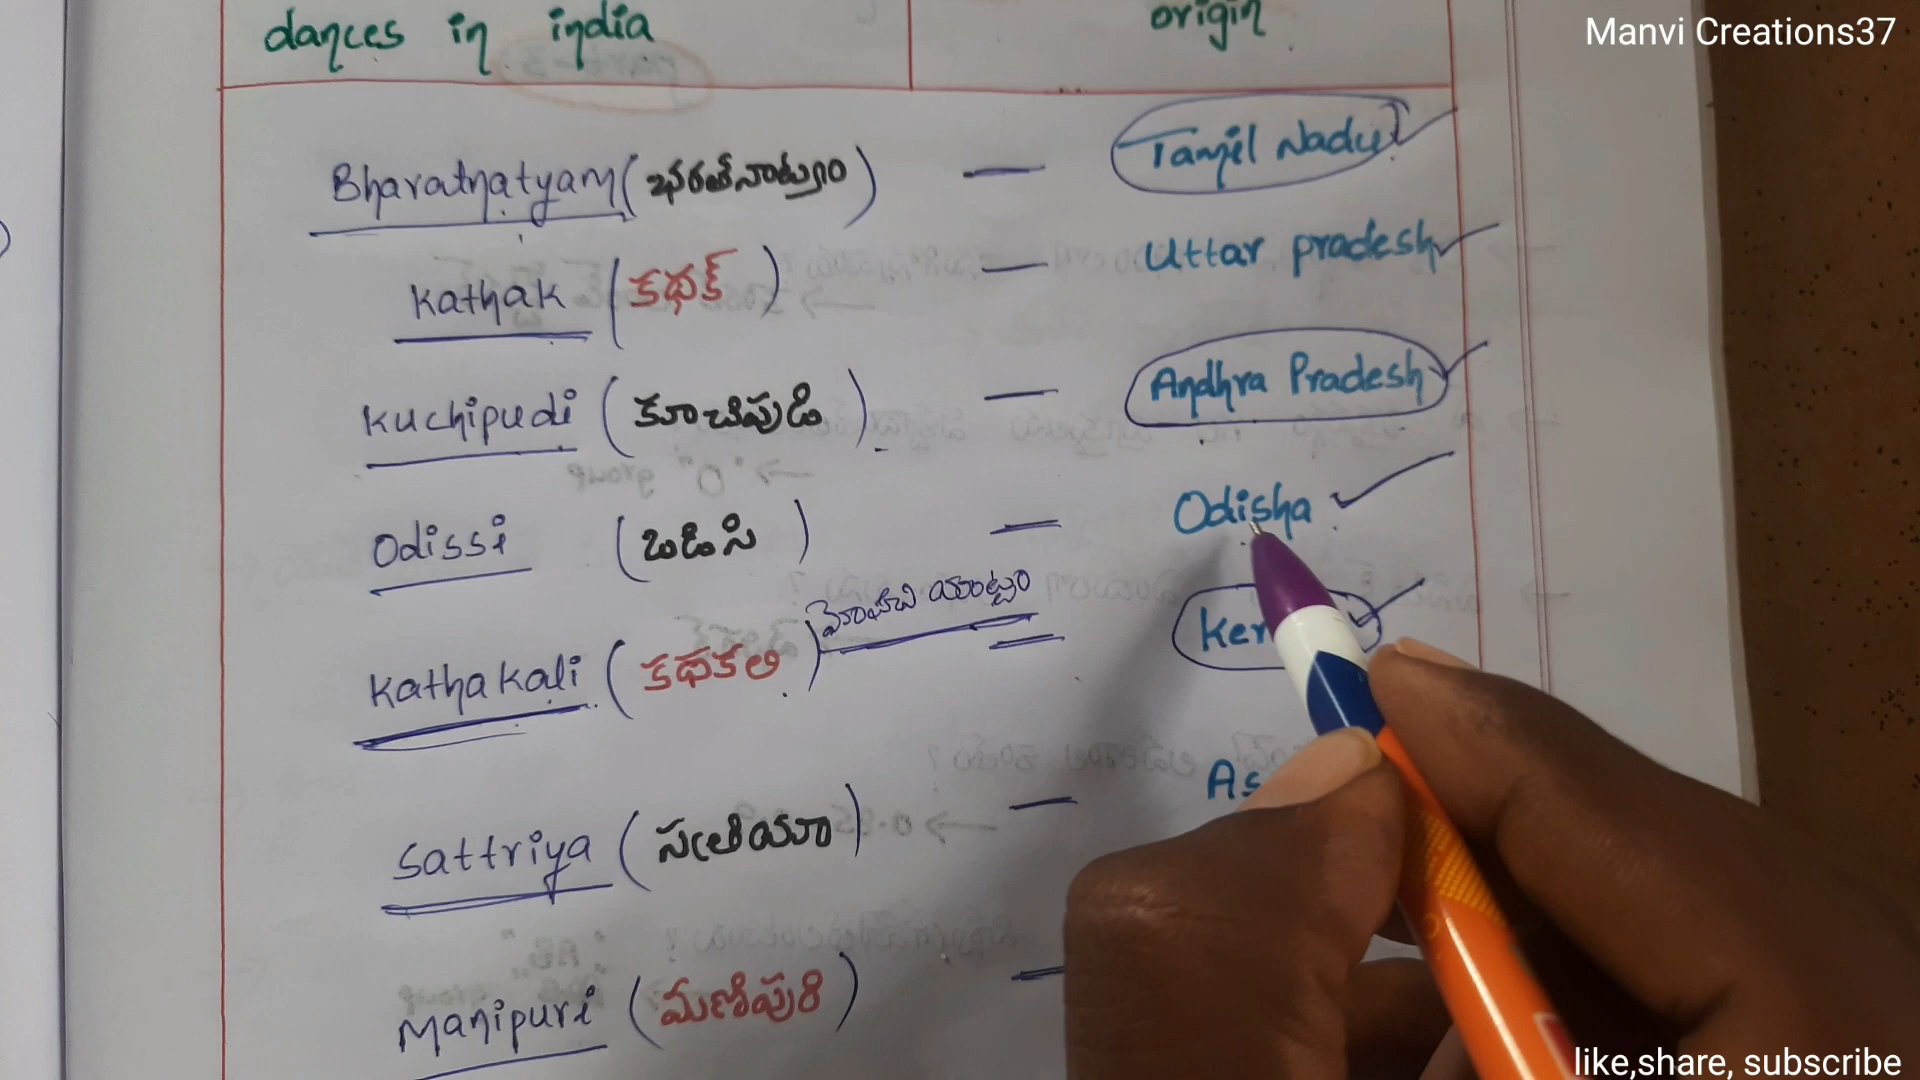 dances in india origin
Manvi Creations37
Bharatnatyam (భరతనాట్యం) — Tamil Nadu
Kathak (కథక్) — Uttar pradesh
Kuchipudi (కూచిపుడి) — Andhra Pradesh
Odissi (ఒడిసి) — Odisha
Kathakali (కథకలి) — Ker
Sattriya (సత్రియా) — As
Manipuri (మణిపురి) —
like,share, subscribe